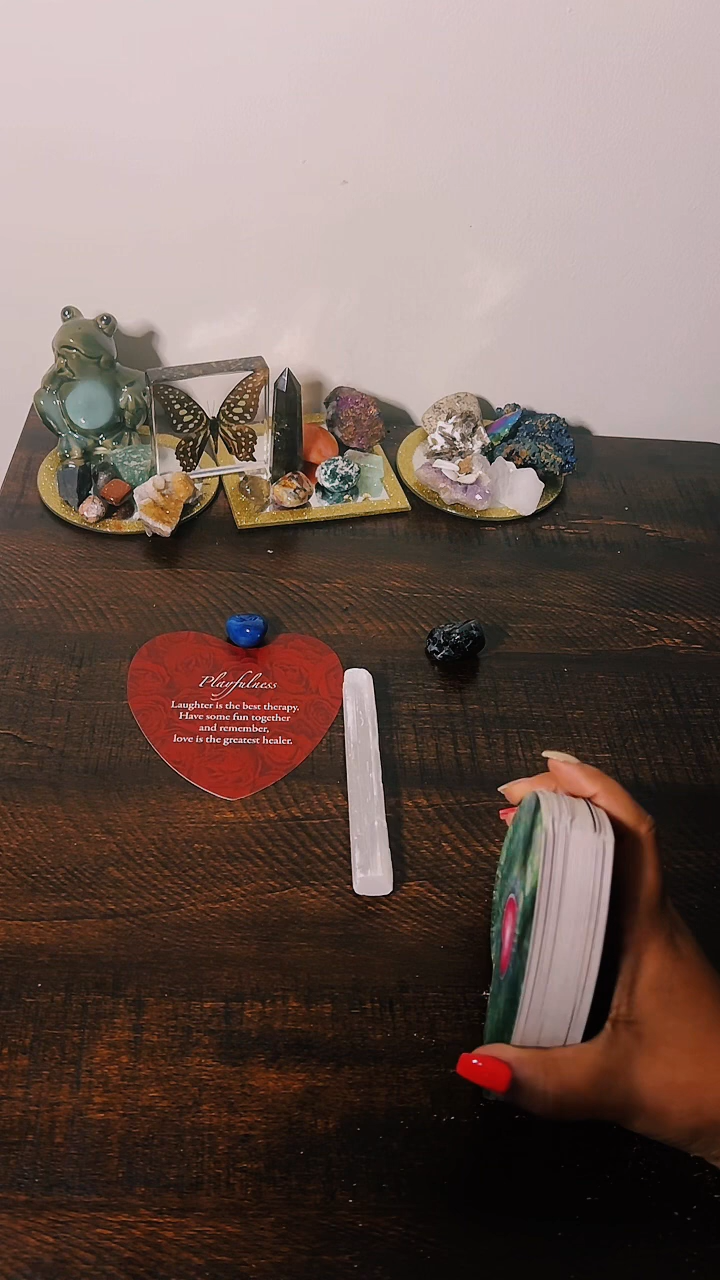 Playfulness
Laughter is the best therapy.
Have some fun together
and remember,
love is the greatest healer.